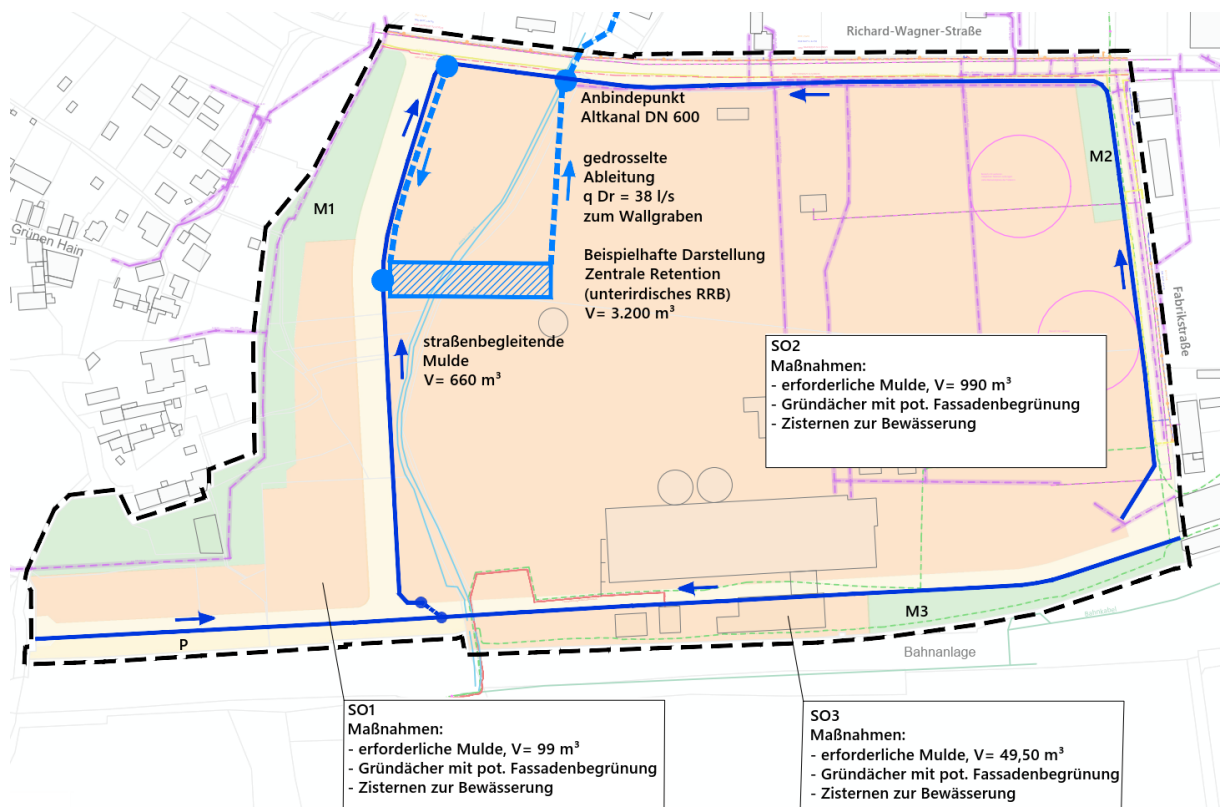 Richard-Wagner-Straße
Anbindepunkt
Altkanal DN 600
gedrosselte
Ableitung
q Dr = 38 l/s
zum Wallgraben
M2
M1
Grünen Hain
Beispielhafte Darstellung
Zentrale Retention
(unterirdisches RRB)
V= 3.200 m³
Fabrikstraße
straßenbegleitende
Mulde
V= 660 m³
SO2
Maßnahmen:
- erforderliche Mulde, V= 990 m³
- Gründächer mit pot. Fassadenbegrünung
- Zisternen zur Bewässerung
M3
P
Bahnanlage
SO1
Maßnahmen:
- erforderliche Mulde, V= 99 m³
- Gründächer mit pot. Fassadenbegrünung
- Zisternen zur Bewässerung
SO3
Maßnahmen:
- erforderliche Mulde, V= 49,50 m³
- Gründächer mit pot. Fassadenbegrünung
- Zisternen zur Bewässerung